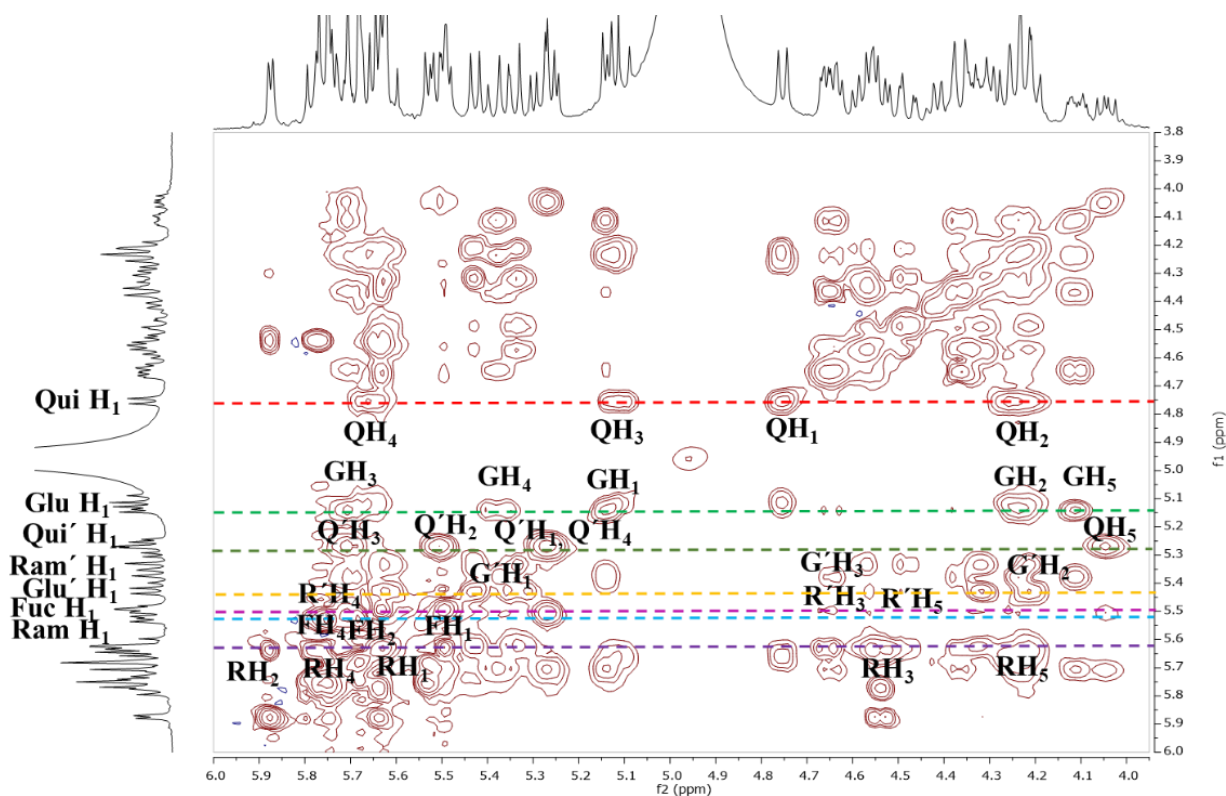 3.8
3.9
4.0
4.1
4.2
4.3
4.4
4.5
4.6
4.7
4.8
4.9
5.0
5.1
5.2
5.3
5.4
5.5
5.6
5.7
5.8
5.9
6.0
f1 (ppm)
Qui H₁
Glu H₁
Qui´ H₁
Ram´ H₁
Glu´ H₁
Fuc H₁
Ram H₁
QH₄ QH₃ QH₁ QH₂
GH₃ GH₄ GH₁ GH₂ GH₅
Q´H₃ Q´H₂ Q´H₁, Q´H₄ QH₅
G´H₁ G´H₃ G´H₂
R´H₄ R´H₃ R´H₅
FH₄ FH₂ FH₁
RH₂ RH₄ RH₁ RH₃ RH₅
6.0 5.9 5.8 5.7 5.6 5.5 5.4 5.3 5.2 5.1 5.0 4.9 4.8 4.7 4.6 4.5 4.4 4.3 4.2 4.1 4.0
f2 (ppm)